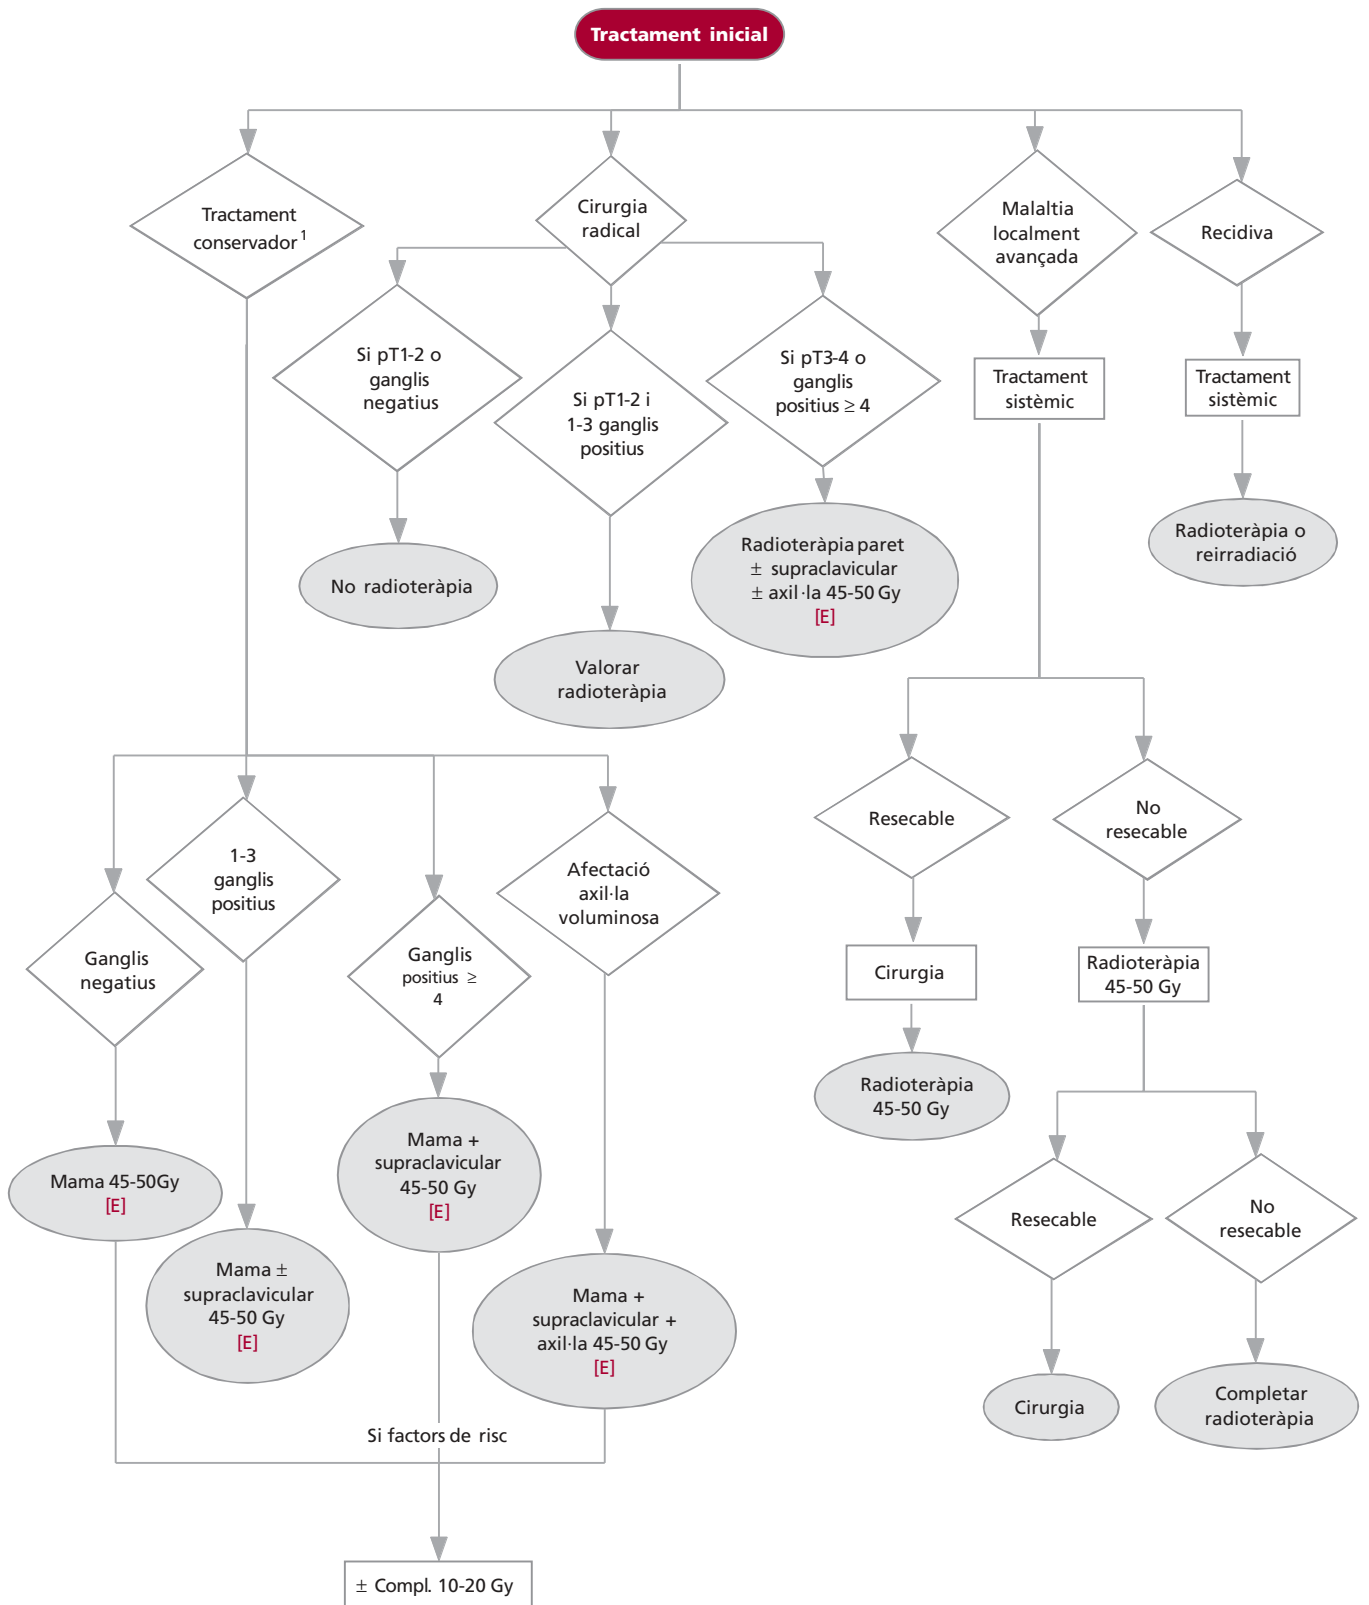 Tractament inicial
Tractament
conservador1
Cirurgia
radical
Malaltia
localment
avançada
Recidiva
Si pT1-2 o
ganglis
negatius
Si pT1-2 i
1-3 ganglis
positius
Si pT3-4 o
ganglis
positius ≥ 4
Tractament
sistèmic
Tractament
sistèmic
No radioteràpia
Valorar
radioteràpia
Radioteràpia paret
± supraclavicular
± axil·la 45-50 Gy
[E]
Radioteràpia o
reirradiació
Resecable
No
resecable
Ganglis
negatius
1-3
ganglis
positius
Ganglis
positius ≥
4
Afectació
axil·la
voluminosa
Cirurgia
Radioteràpia
45-50 Gy
Radioteràpia
45-50 Gy
Mama 45-50Gy
[E]
Mama ±
supraclavicular
45-50 Gy
[E]
Mama +
supraclavicular
45-50 Gy
[E]
Mama +
supraclavicular +
axil·la 45-50 Gy
[E]
Resecable
No
resecable
Cirurgia
Completar
radioteràpia
Si factors de risc
± Compl. 10-20 Gy